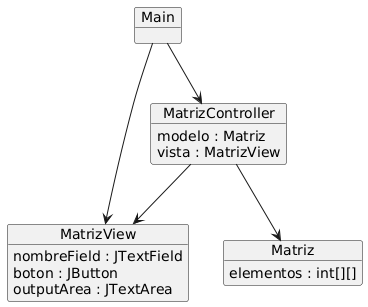 Main
MatrizController
modelo : Matriz
vista : MatrizView
MatrizView
nombreField : JTextField
boton : JButton
outputArea : JTextArea
Matriz
elementos : int[][]